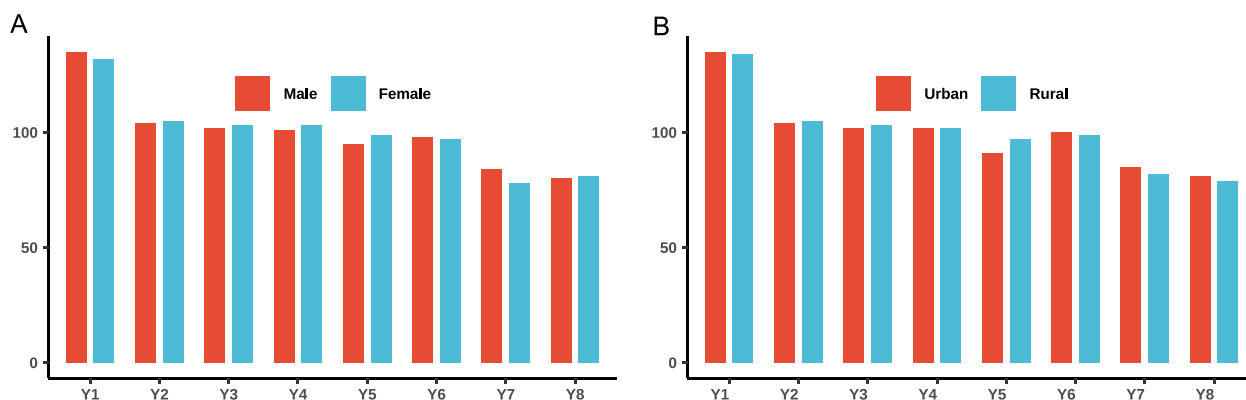 A
Male Female
100
50
0
Y1 Y2 Y3 Y4 Y5 Y6 Y7 Y8
B
Urban Rural
100
50
0
Y1 Y2 Y3 Y4 Y5 Y6 Y7 Y8